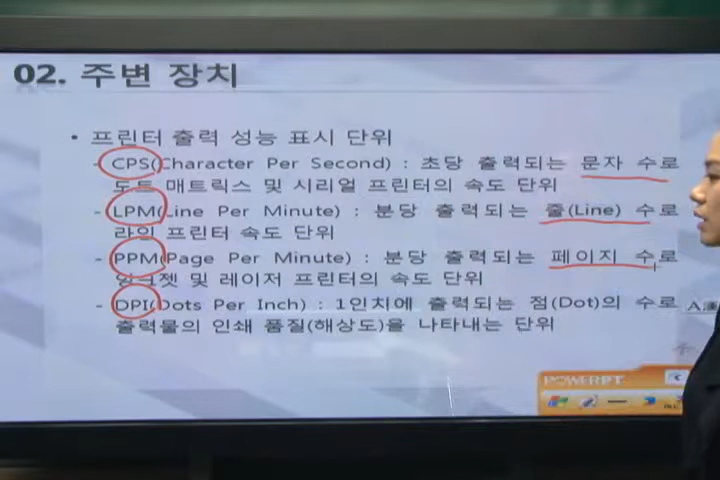 02. 주변 장치
• 프린터 출력 성능 표시 단위
- CPS(Character Per Second) : 초당 출력되는 문자 수로
도트 매트릭스 및 시리얼 프린터의 속도 단위
- LPM(Line Per Minute) : 분당 출력되는 줄(Line) 수로
라인 프린터 속도 단위
- PPM(Page Per Minute) : 분당 출력되는 페이지 수로
잉크젯 및 레이저 프린터의 속도 단위
- DPI(Dots Per Inch) : 1인치에 출력되는 점(Dot)의 수로
출력물의 인쇄 품질(해상도)을 나타내는 단위
POWERPT